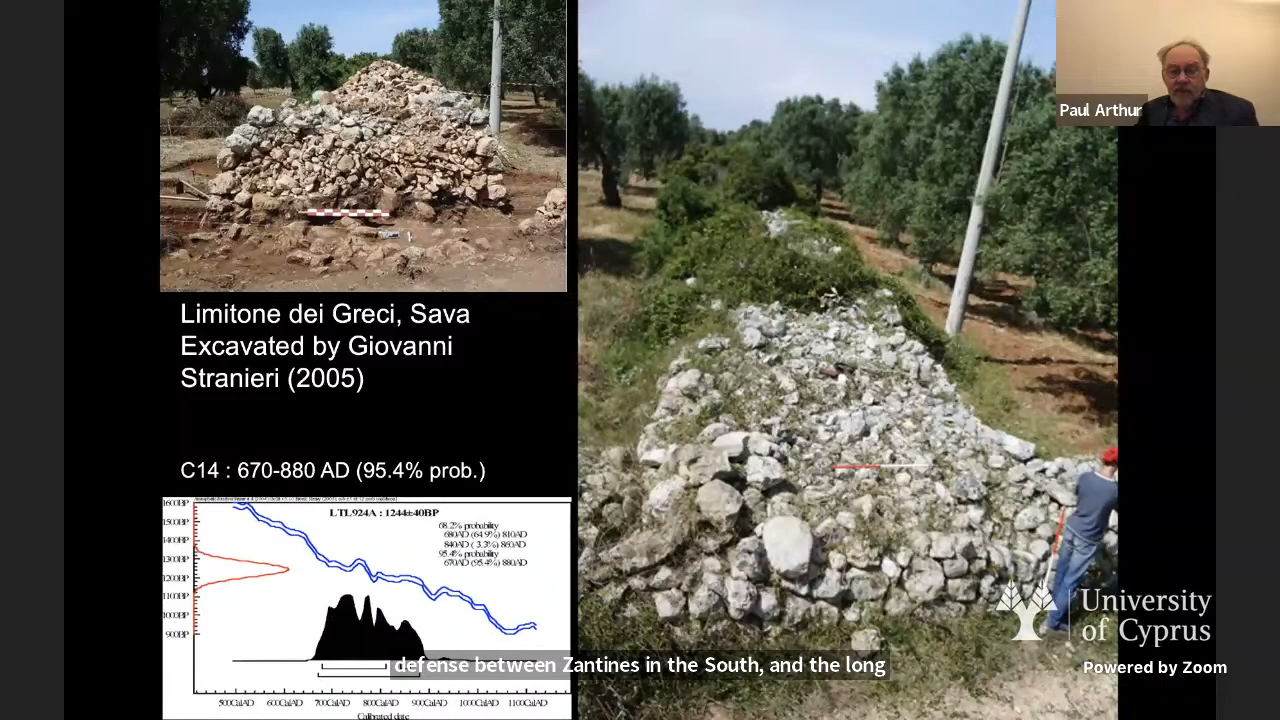 Paul Arthur
Limitone dei Greci, Sava
Excavated by Giovanni
Stranieri (2005)
C14 : 670-880 AD (95.4% prob.)
LTL924A : 1244±40BP
68.2% probability
680AD (64.9%) 810AD
840AD ( 3.3%) 860AD
95.4% probability
670AD (95.4%) 880AD
1600BP
1500BP
1400BP
1300BP
1200BP
1100BP
1000BP
900BP
500CalAD 600CalAD 700CalAD 800CalAD 900CalAD 1000CalAD 1100CalAD
Calibrated date
defense between Zantines in the South, and the long
University
of Cyprus
Powered by Zoom